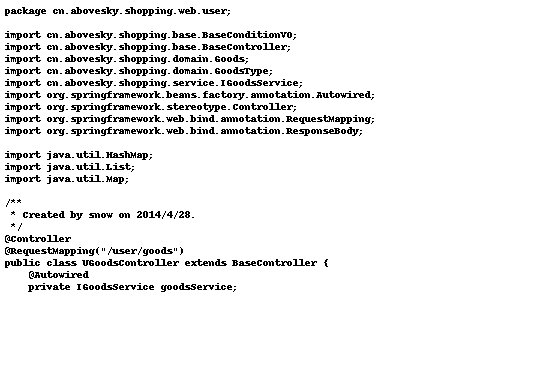 package cn.abovesky.shopping.web.user;

import cn.abovesky.shopping.base.BaseConditionVO;
import cn.abovesky.shopping.base.BaseController;
import cn.abovesky.shopping.domain.Goods;
import cn.abovesky.shopping.domain.GoodsType;
import cn.abovesky.shopping.service.IGoodsService;
import org.springframework.beans.factory.annotation.Autowired;
import org.springframework.stereotype.Controller;
import org.springframework.web.bind.annotation.RequestMapping;
import org.springframework.web.bind.annotation.ResponseBody;

import java.util.HashMap;
import java.util.List;
import java.util.Map;

/**
 * Created by snow on 2014/4/28.
 */
@Controller
@RequestMapping("/user/goods")
public class UGoodsController extends BaseController {
    @Autowired
    private IGoodsService goodsService;